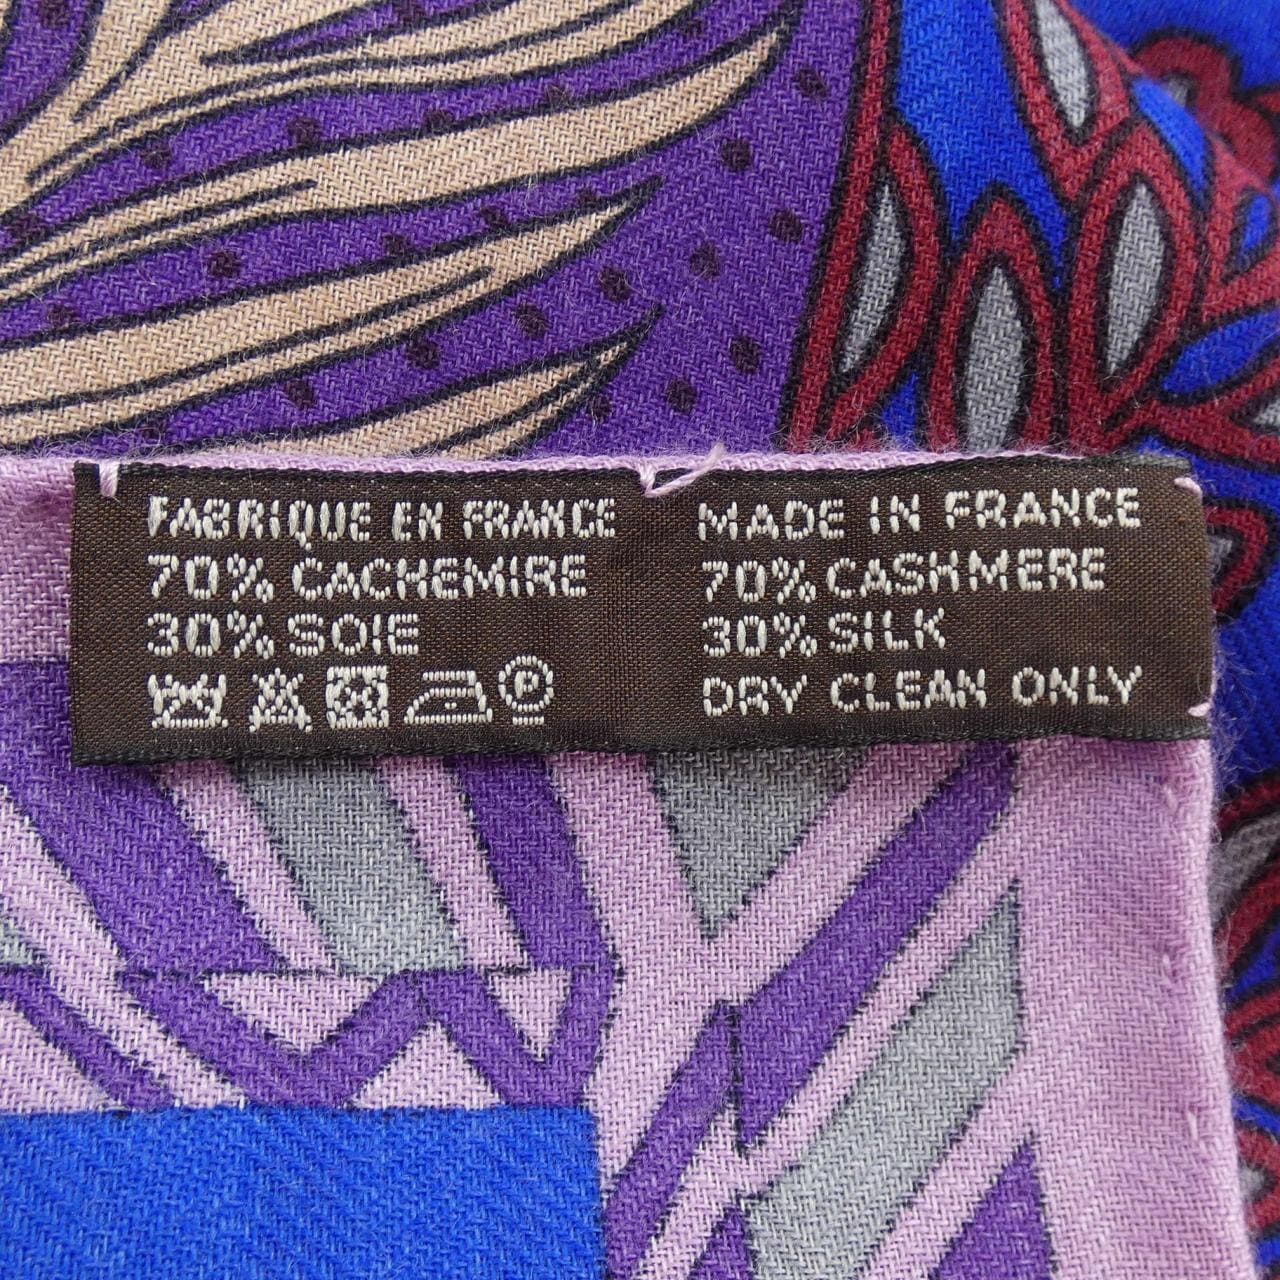 FABRIQUE EN FRANCE
70% CACHEMIRE
30% SOIE
P
MADE IN FRANCE
70% CASHMERE
30% SILK
DRY CLEAN ONLY